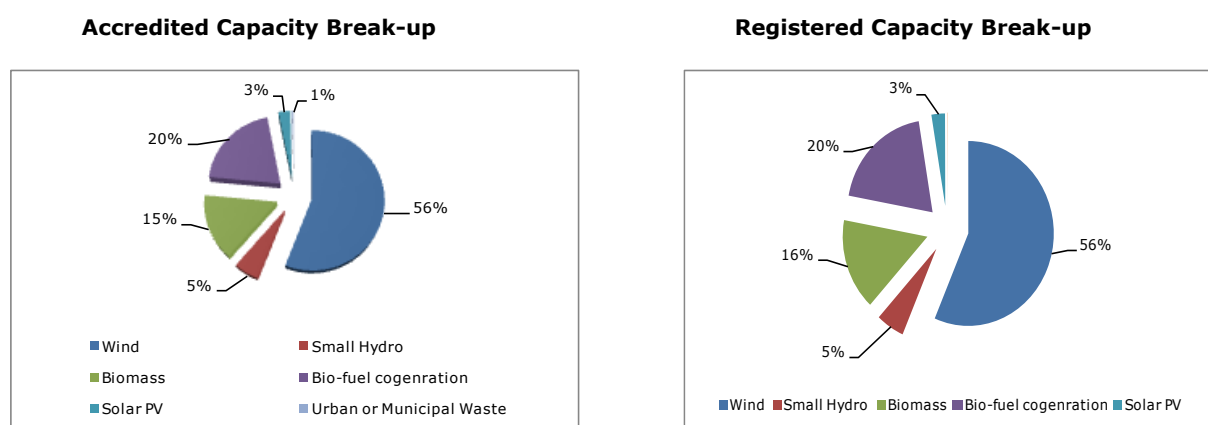 Accredited Capacity Break-up
3%
1%
20%
15%
56%
5%
Wind
Small Hydro
Biomass
Bio-fuel cogenration
Solar PV
Urban or Municipal Waste
Registered Capacity Break-up
3%
20%
16%
56%
5%
Wind Small Hydro Biomass Bio-fuel cogenration Solar PV